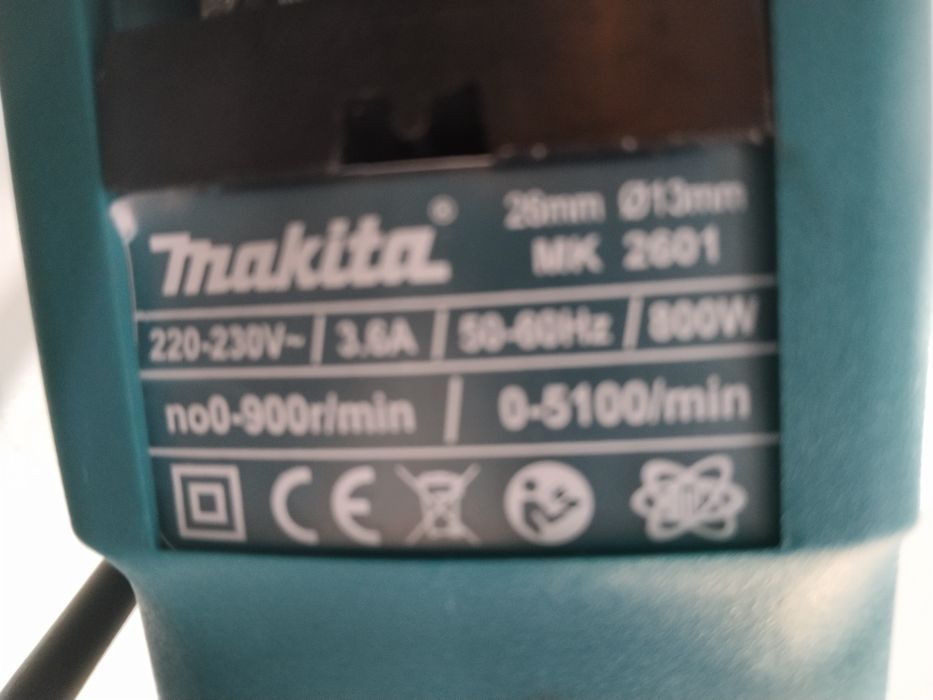 makita® 26mm Ø13mm
MK 2601
220-230V~ 3.6A 50-60Hz 800W
no0-900r/min 0-5100/min
CE